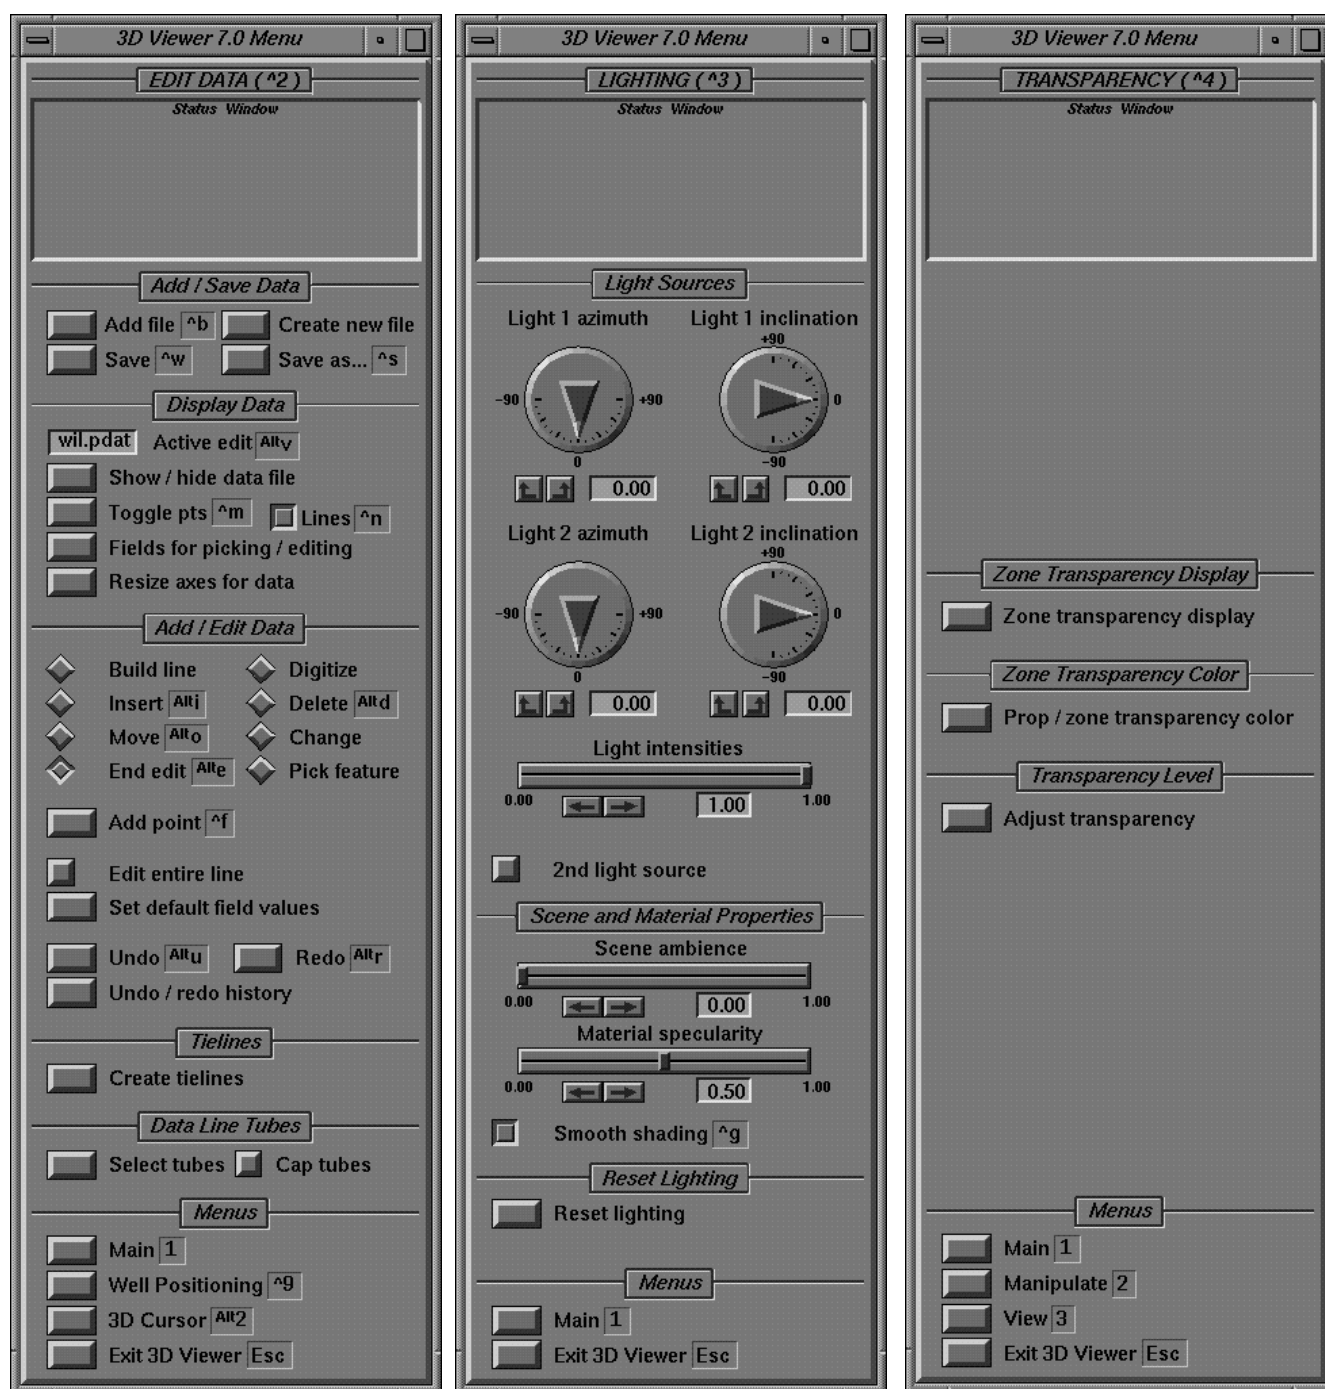 3D Viewer 7.0 Menu
EDIT DATA ( ^2 )
Status Window
Add / Save Data
Add file ^b Create new file
Save ^w Save as... ^s
Display Data
wil.pdat Active edit Altv
Show / hide data file
Toggle pts ^m Lines ^n
Fields for picking / editing
Resize axes for data
Add / Edit Data
Build line Digitize
Insert Alti Delete Altd
Move Alto Change
End edit Alte Pick feature
Add point ^f
Edit entire line
Set default field values
Undo Altu Redo Altr
Undo / redo history
Tielines
Create tielines
Data Line Tubes
Select tubes Cap tubes
Menus
Main 1
Well Positioning ^9
3D Cursor Alt2
Exit 3D Viewer Esc
3D Viewer 7.0 Menu
LIGHTING ( ^3 )
Status Window
Light Sources
Light 1 azimuth Light 1 inclination
+90
-90 +90 0
0 -90
0.00 0.00
Light 2 azimuth Light 2 inclination
+90
-90 +90 0
0 -90
0.00 0.00
Light intensities
0.00 1.00 1.00
2nd light source
Scene and Material Properties
Scene ambience
0.00 0.00 1.00
Material specularity
0.00 0.50 1.00
Smooth shading ^g
Reset Lighting
Reset lighting
Menus
Main 1
Exit 3D Viewer Esc
3D Viewer 7.0 Menu
TRANSPARENCY ( ^4 )
Status Window
Zone Transparency Display
Zone transparency display
Zone Transparency Color
Prop / zone transparency color
Transparency Level
Adjust transparency
Menus
Main 1
Manipulate 2
View 3
Exit 3D Viewer Esc